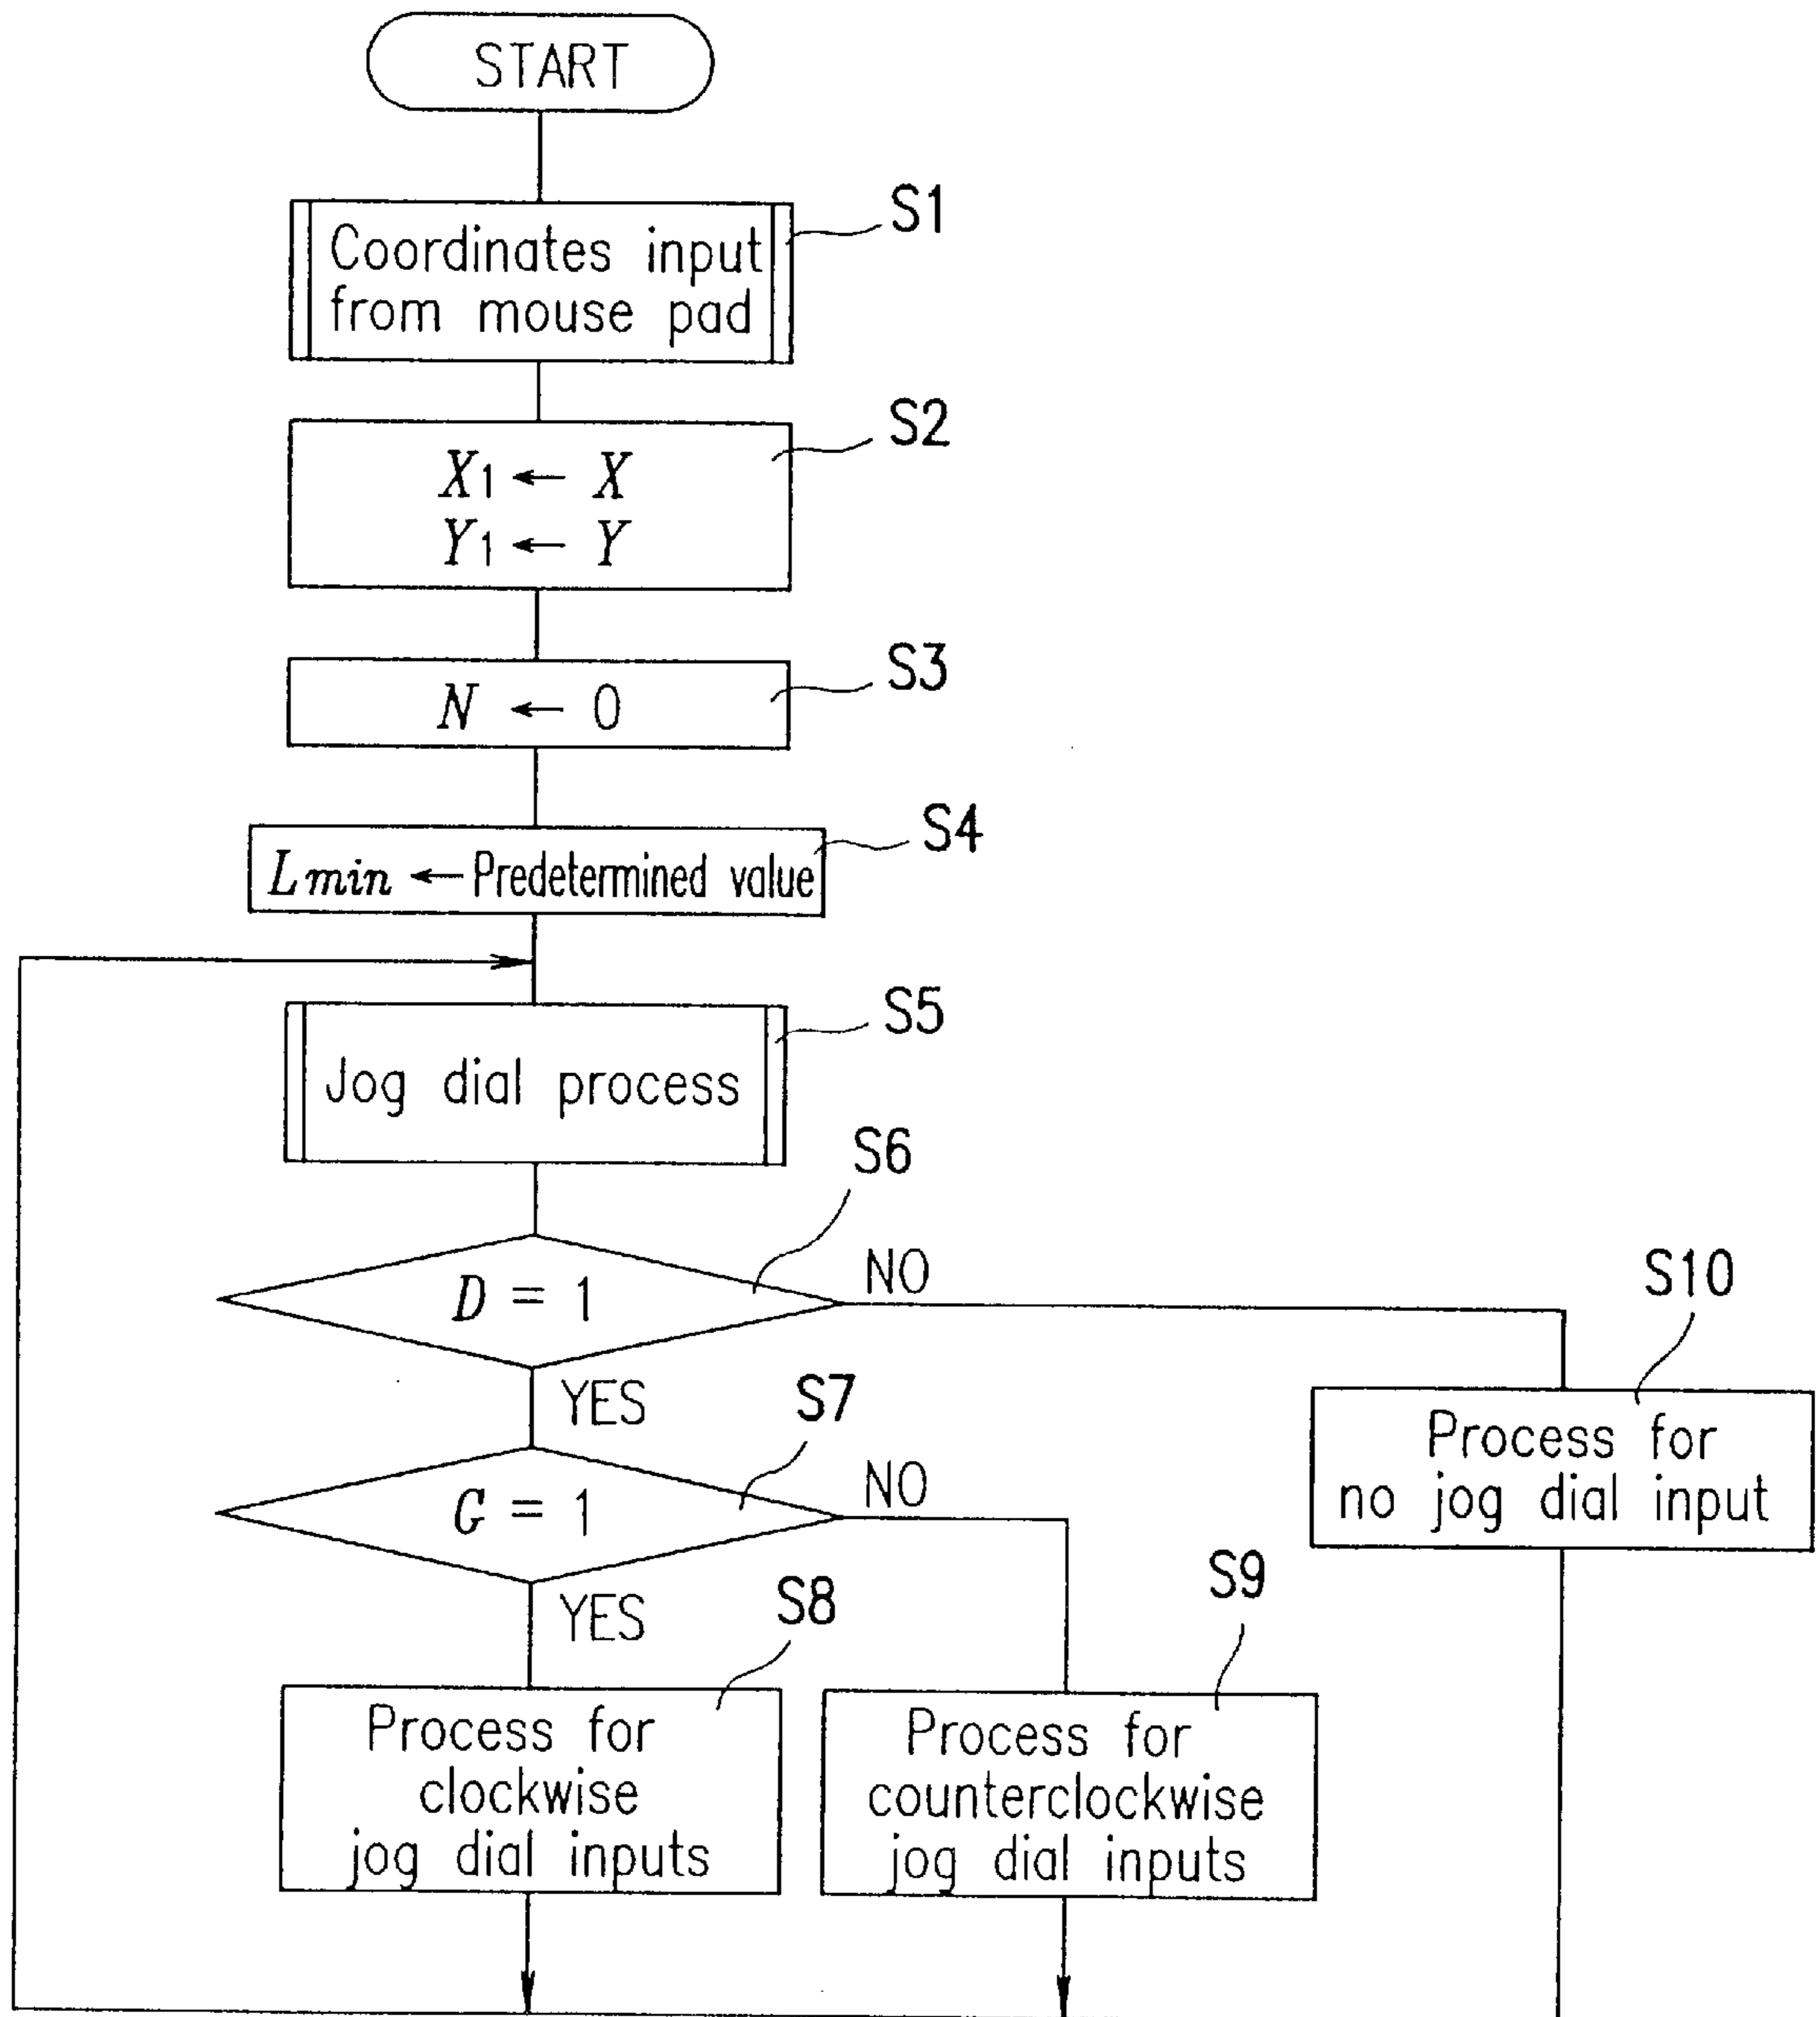 START
S1
Coordinates input
from mouse pad
S2
X1 ← X
Y1 ← Y
S3
N ← 0
S4
Lmin ← Predetermined value
S5
Jog dial process
S6
D = 1
NO
YES
S10
Process for
no jog dial input
S7
G = 1
NO
YES
S8
Process for
clockwise
jog dial inputs
S9
Process for
counterclockwise
jog dial inputs